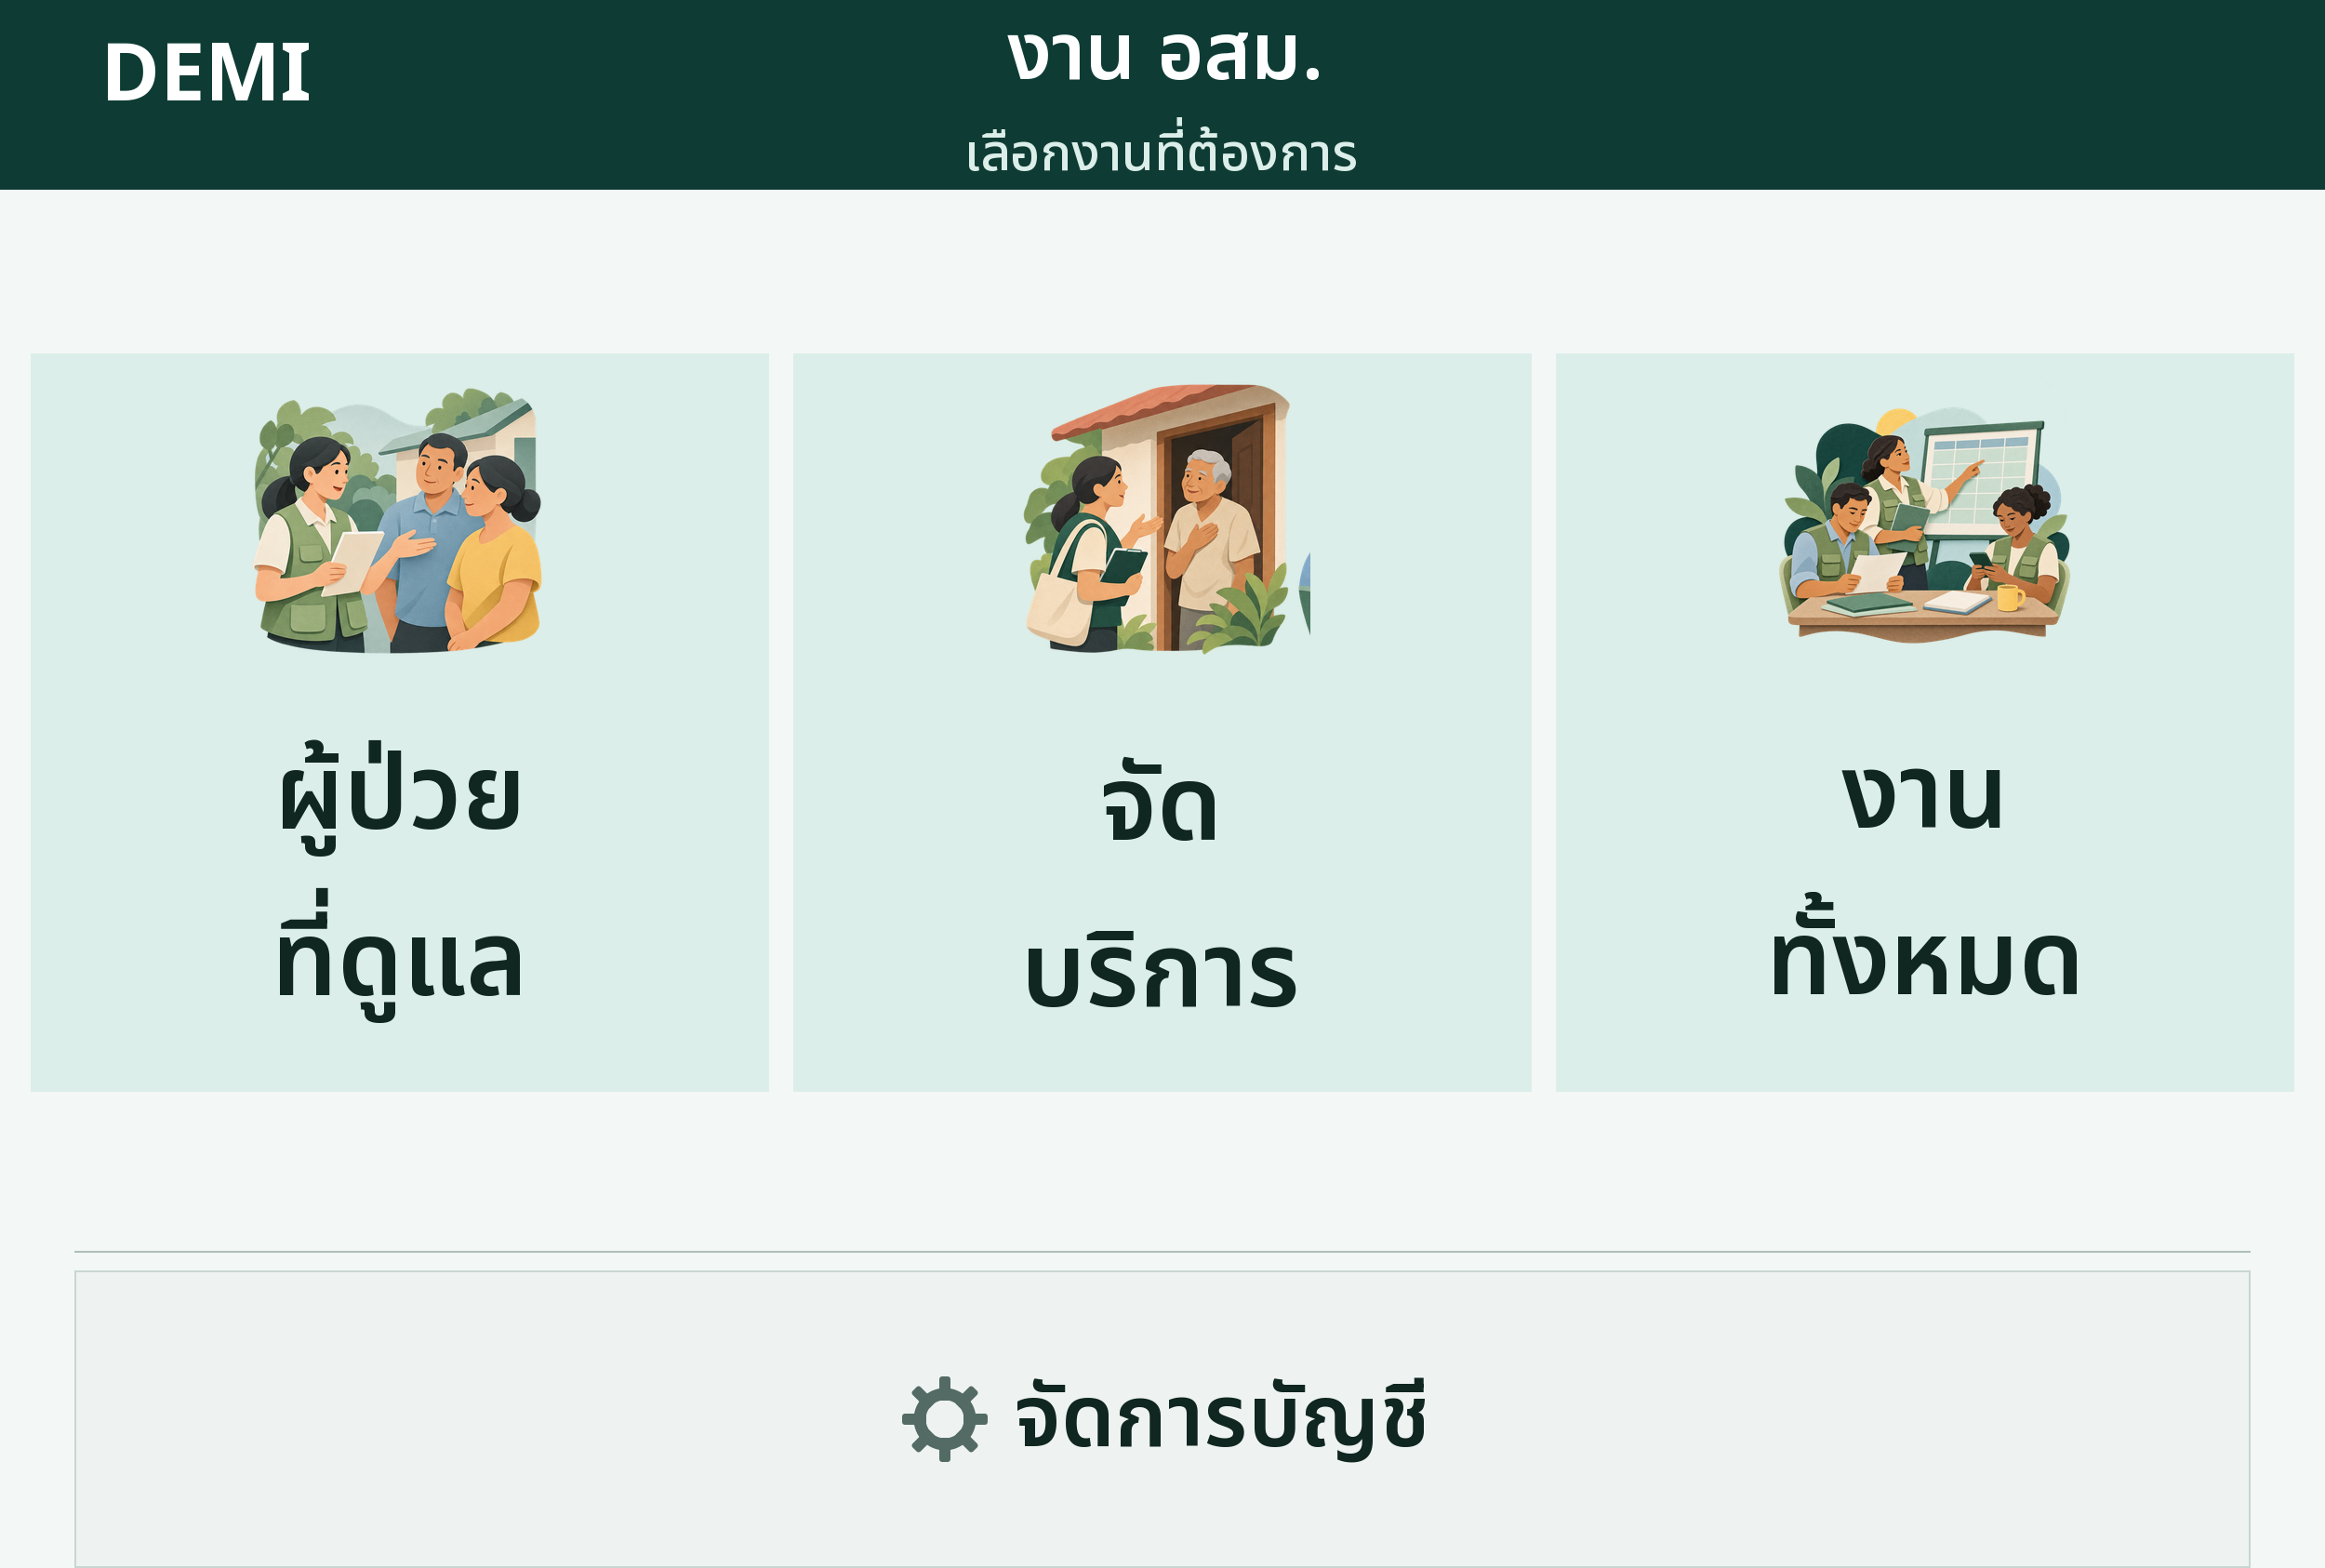 DEMI
งาน อสม.
เลือกงานที่ต้องการ
ผู้ป่วย
ที่ดูแล
จัด
บริการ
งาน
ทั้งหมด
จัดการบัญชี